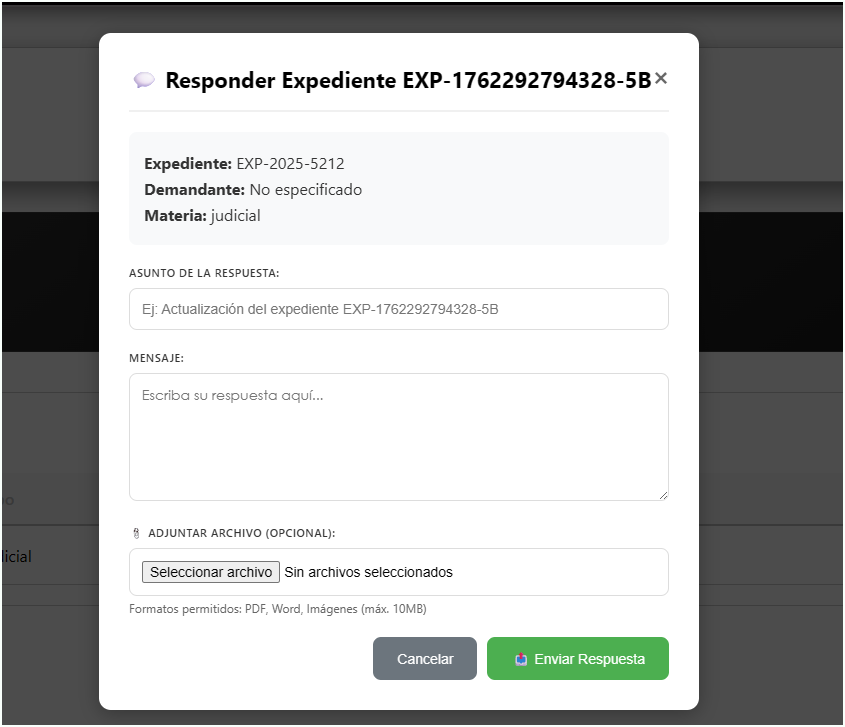 Responder Expediente EXP-1762292794328-5B ×
Expediente: EXP-2025-5212
Demandante: No especificado
Materia: judicial
ASUNTO DE LA RESPUESTA:
Ej: Actualización del expediente EXP-1762292794328-5B
MENSAJE:
Escriba su respuesta aquí...
ADJUNTAR ARCHIVO (OPCIONAL):
Seleccionar archivo Sin archivos seleccionados
Formatos permitidos: PDF, Word, Imágenes (máx. 10MB)
Cancelar
Enviar Respuesta